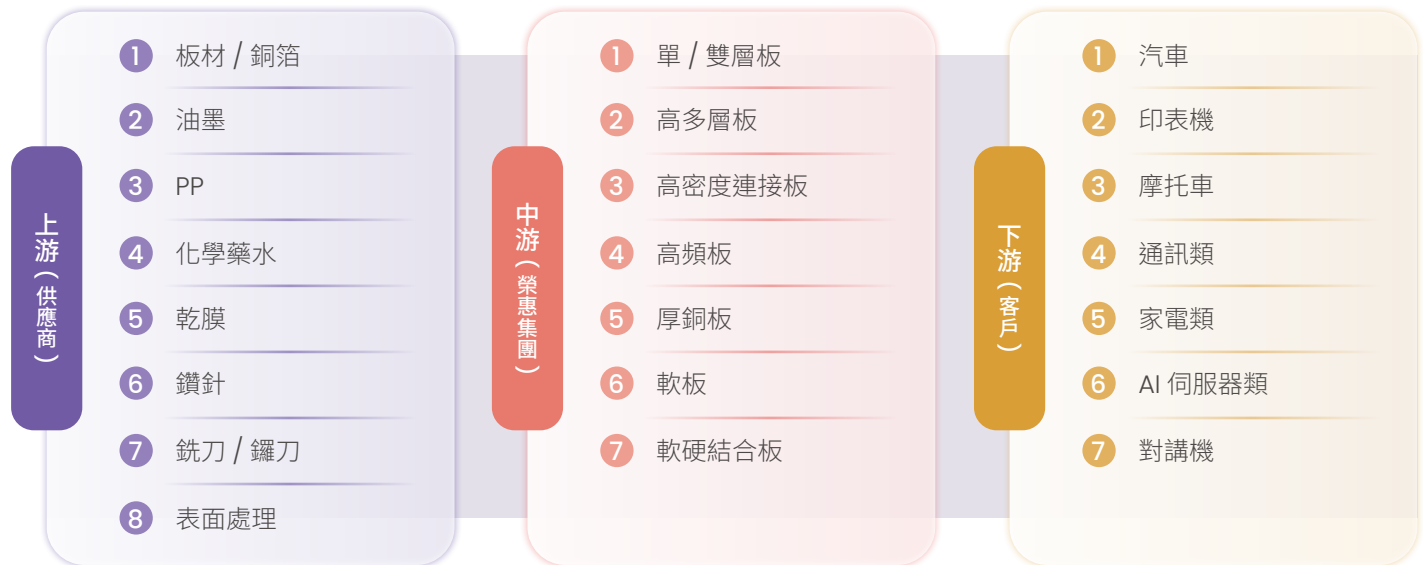 上游(供應商)
1 板材 / 銅箔
2 油墨
3 PP
4 化學藥水
5 乾膜
6 鑽針
7 銑刀 / 鑼刀
8 表面處理
中游(榮惠集團)
1 單 / 雙層板
2 高多層板
3 高密度連接板
4 高頻板
5 厚銅板
6 軟板
7 軟硬結合板
下游(客戶)
1 汽車
2 印表機
3 摩托車
4 通訊類
5 家電類
6 AI 伺服器類
7 對講機